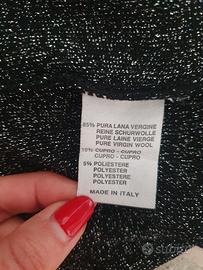 85% PURA LANA VERGINE
REINE SCHURWOLLE
PURE LAINE VIERGE
PURE VIRGIN WOOL
10% CUPRO - CUPRO
CUPRO - CUPRO
5% POLIESTERE
POLYESTER
POLYESTERE
POLYESTER
MADE IN ITALY
subito